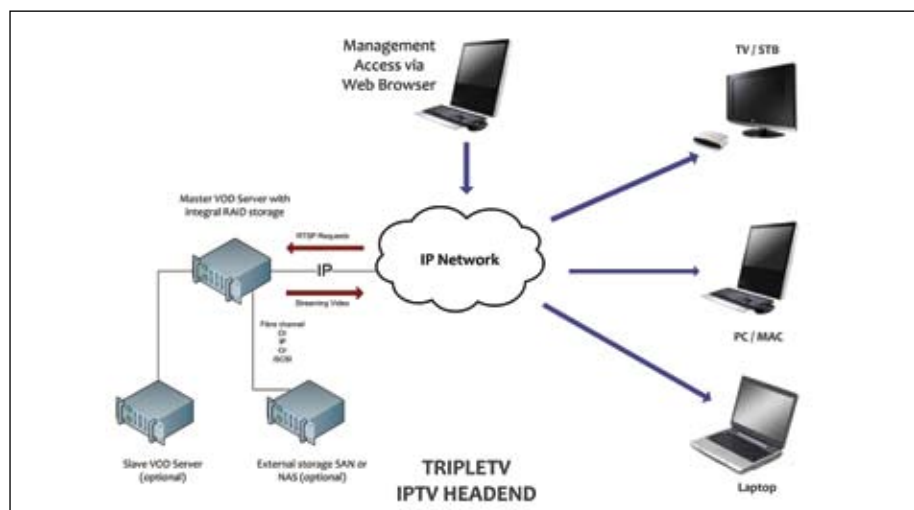 Management
Access via
Web Browser
TV / STB
Master VOD Server with
Integral RAID storage
RTSP Requests
IP
Streaming Video
IP Network
Fibre channel
Or
IP
Or
iSCSI
PC / MAC
Slave VOD Server
(optional)
External storage SAN or
NAS (optional)
TRIPLETV
IPTV HEADEND
Laptop